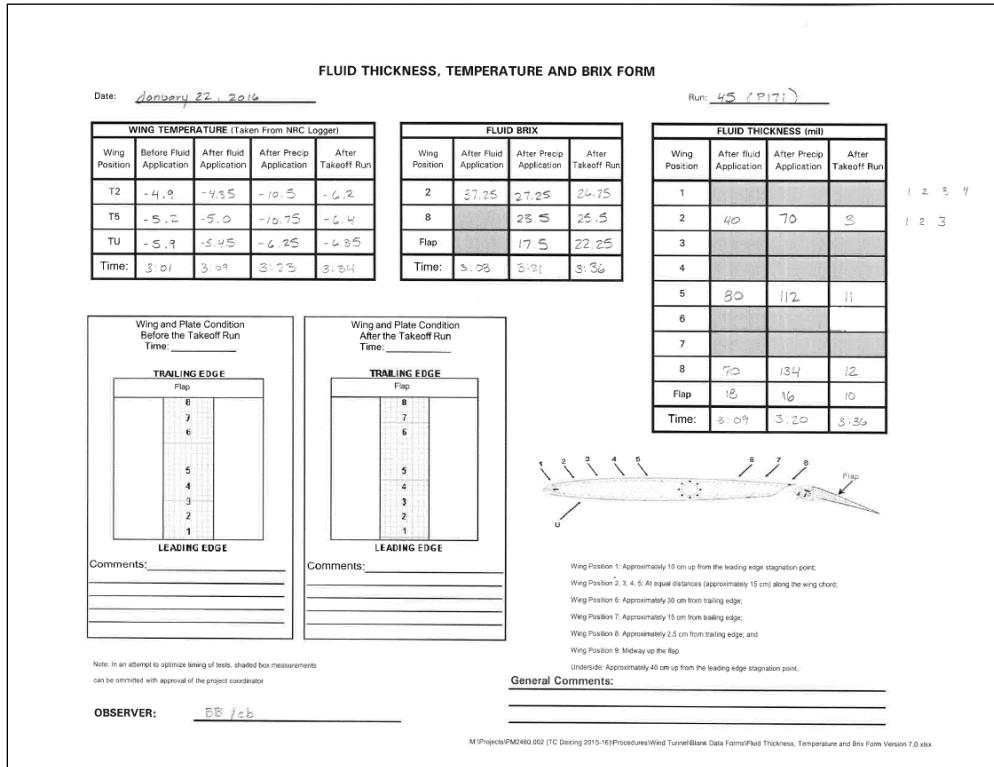 FLUID THICKNESS, TEMPERATURE AND BRIX FORM
Date: January 22, 2016
Run: 45 (P171)
WING TEMPERATURE (Taken From NRC Logger)
Wing Position Before Fluid Application After fluid Application After Precip Application After Takeoff Run
T2 -4.9 -4.35 -10.5 -6.2
T5 -5.2 -5.0 -10.75 -6.4
TU -5.9 -5.45 -6.25 -6.85
Time: 3:01 3:09 3:23 3:34
FLUID BRIX
Wing Position After Fluid Application After Precip Application After Takeoff Run
2 37.25 27.25 26.75
8 23.5 25.5
Flap 17.5 22.25
Time: 3:08 3:21 3:36
FLUID THICKNESS (mil)
Wing Position After fluid Application After Precip Application After Takeoff Run
1
1 2 3 4
2 40 70 3
1 2 3
3
4
5 80 112 11
6
7
8 70 134 12
Flap 18 16 10
Time: 3:09 3:20 3:36
Wing and Plate Condition
Before the Takeoff Run
Time:
TRAILING EDGE
Flap
8
7
6
5
4
3
2
1
LEADING EDGE
Comments:
Wing and Plate Condition
After the Takeoff Run
Time:
TRAILING EDGE
Flap
8
7
6
5
4
3
2
1
LEADING EDGE
Comments:
1 2 3 4 5 6 7 8 Flap
U
Wing Position 1: Approximately 10 cm up from the leading edge stagnation point;
Wing Position 2, 3, 4, 5: At equal distances (approximately 15 cm) along the wing chord;
Wing Position 6: Approximately 30 cm from trailing edge;
Wing Position 7: Approximately 15 cm from trailing edge;
Wing Position 8: Approximately 2.5 cm from trailing edge; and
Wing Position 9: Midway up the flap
Underside: Approximately 40 cm up from the leading edge stagnation point.
Note: In an attempt to optimize timing of tests, shaded box measurements
can be ommitted with approval of the project coordinator
General Comments:
OBSERVER: BB/cb
M:\Projects\PM2480.002 (TC Deicing 2015-16)\Procedures\Wind Tunnel\Blank Data Forms\Fluid Thickness, Temperature and Brix Form Version 7.0.xlsx